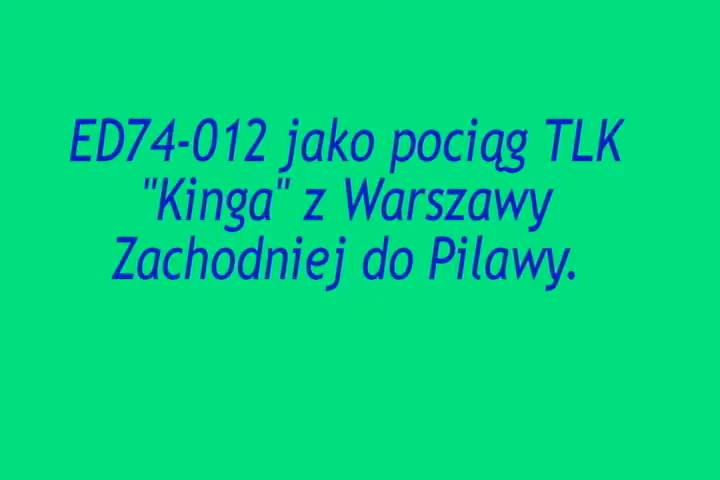 ED74-012 jako pociąg TLK
"Kinga" z Warszawy
Zachodniej do Pilawy.